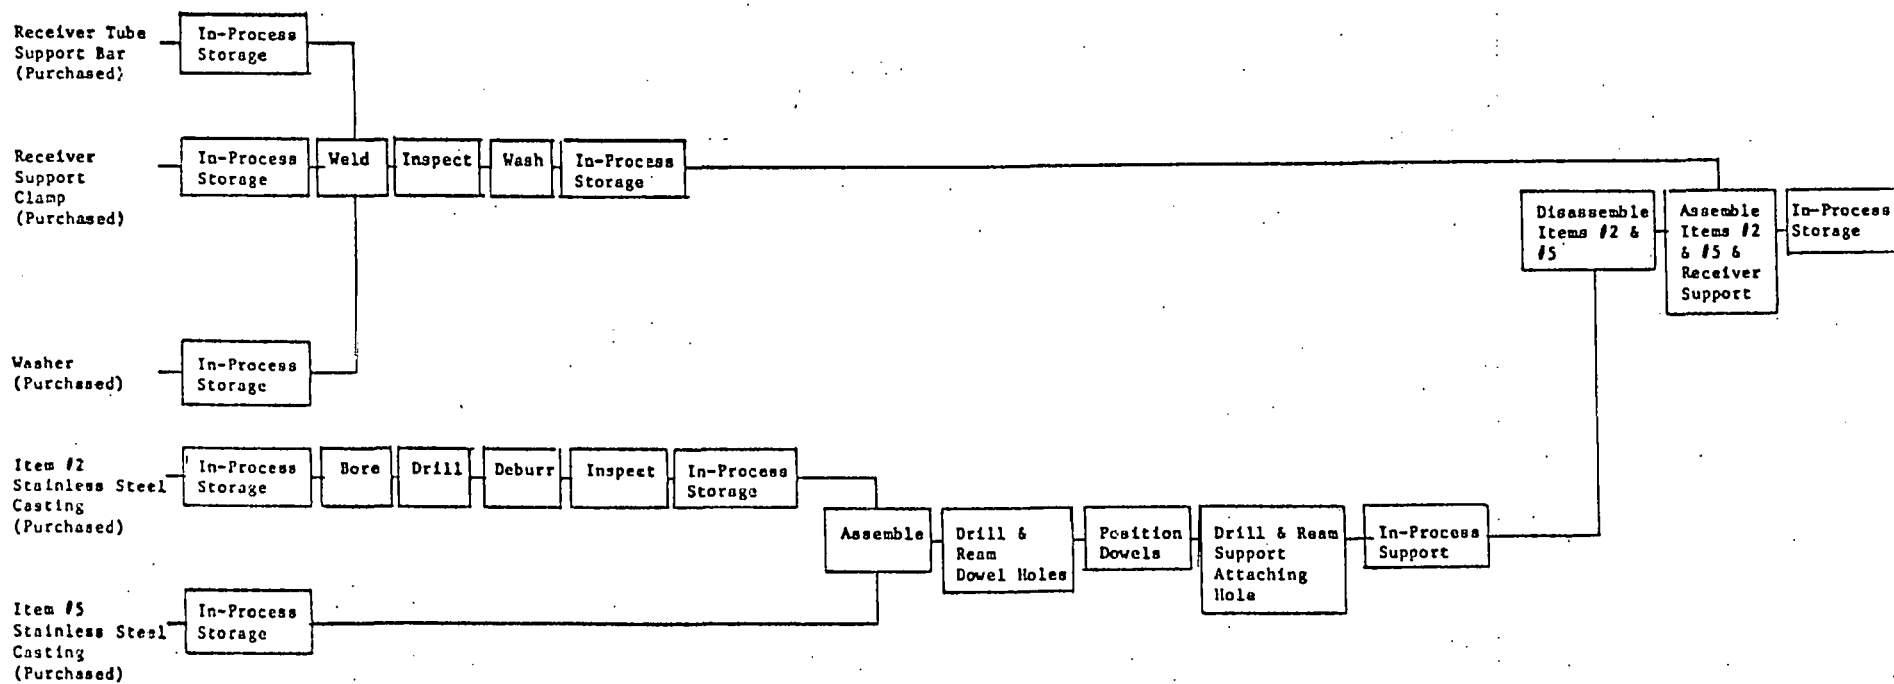 Receiver Tube
Support Bar
(Purchased)
In-Process
Storage
Receiver
Support
Clamp
(Purchased)
In-Process
Storage
Weld
Inspect
Wash
In-Process
Storage
Disassemble
Items #2 &
#5
Assemble
Items #2
& #5 &
Receiver
Support
In-Process
Storage
Washer
(Purchased)
In-Process
Storage
Item #2
Stainless Steel
Casting
(Purchased)
In-Process
Storage
Bore
Drill
Deburr
Inspect
In-Process
Storage
Assemble
Drill &
Ream
Dowel Holes
Position
Dowels
Drill & Ream
Support
Attaching
Hole
In-Process
Support
Item #5
Stainless Steel
Casting
(Purchased)
In-Process
Storage